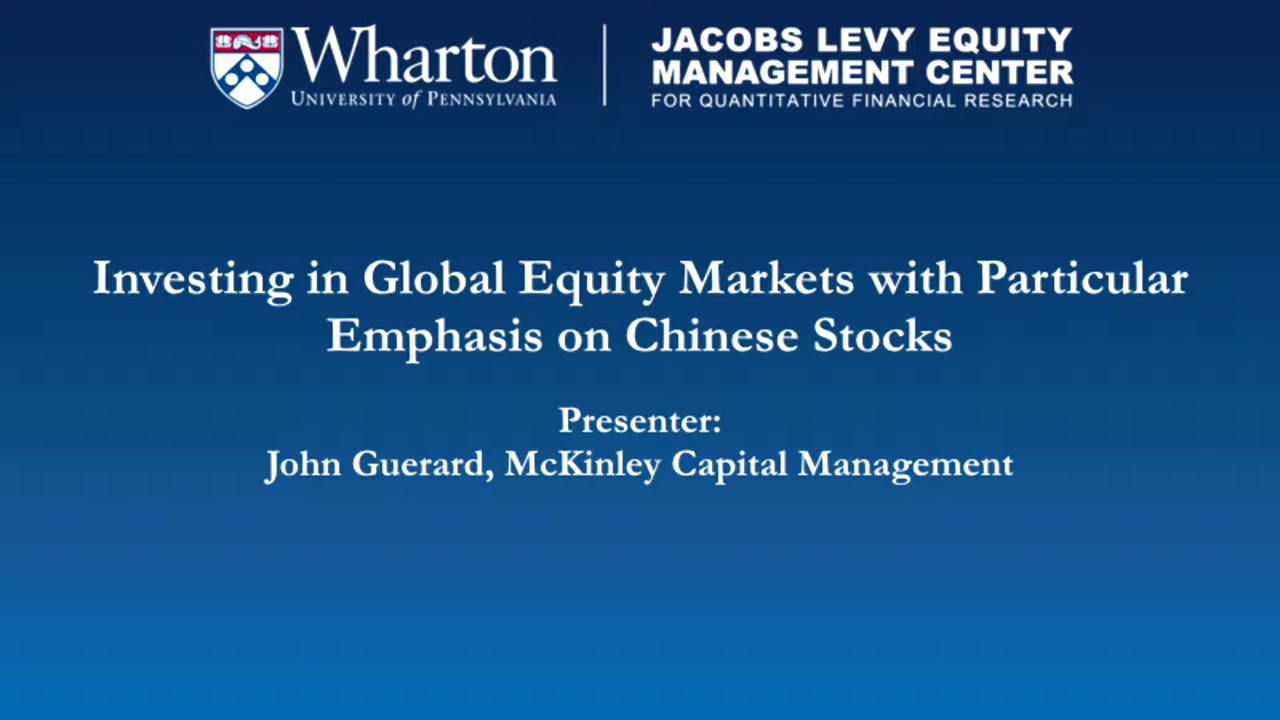 Wharton
UNIVERSITY of PENNSYLVANIA
JACOBS LEVY EQUITY
MANAGEMENT CENTER
FOR QUANTITATIVE FINANCIAL RESEARCH
Investing in Global Equity Markets with Particular
Emphasis on Chinese Stocks
Presenter:
John Guerard, McKinley Capital Management